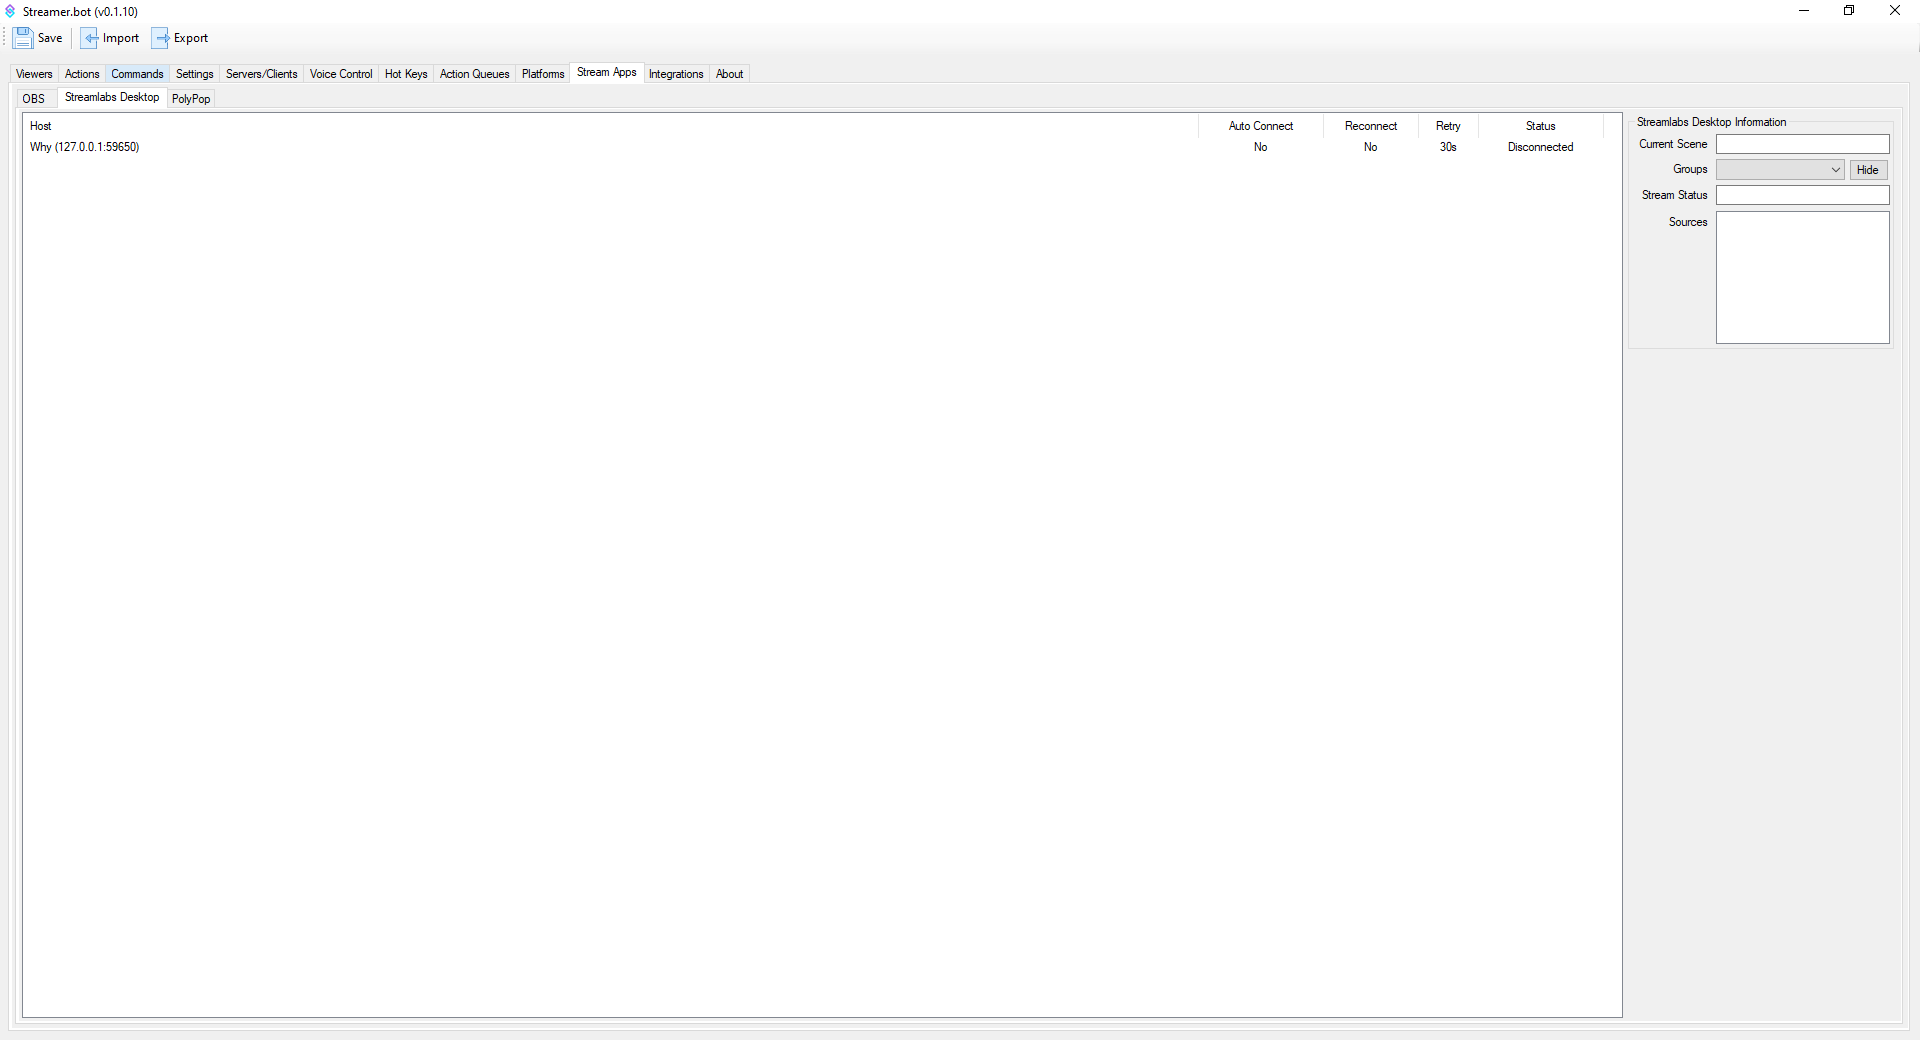 Streamer.bot (v0.1.10)
Save Import Export
Viewers Actions Commands Settings Servers/Clients Voice Control Hot Keys Action Queues Platforms Stream Apps Integrations About
OBS Streamlabs Desktop PolyPop
Host Auto Connect Reconnect Retry Status
Why (127.0.0.1:59650) No No 30s Disconnected
Streamlabs Desktop Information
Current Scene
Groups Hide
Stream Status
Sources